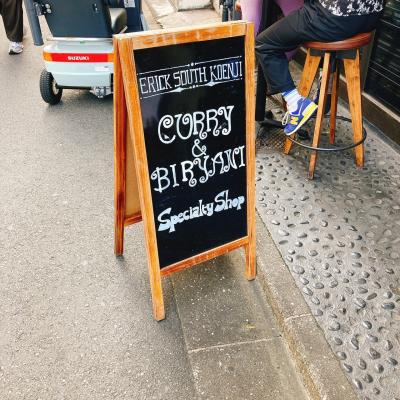 SUZUKI
ERICK SOUTH KOENJI
CURRY
&
BIRYANI
Specialty Shop